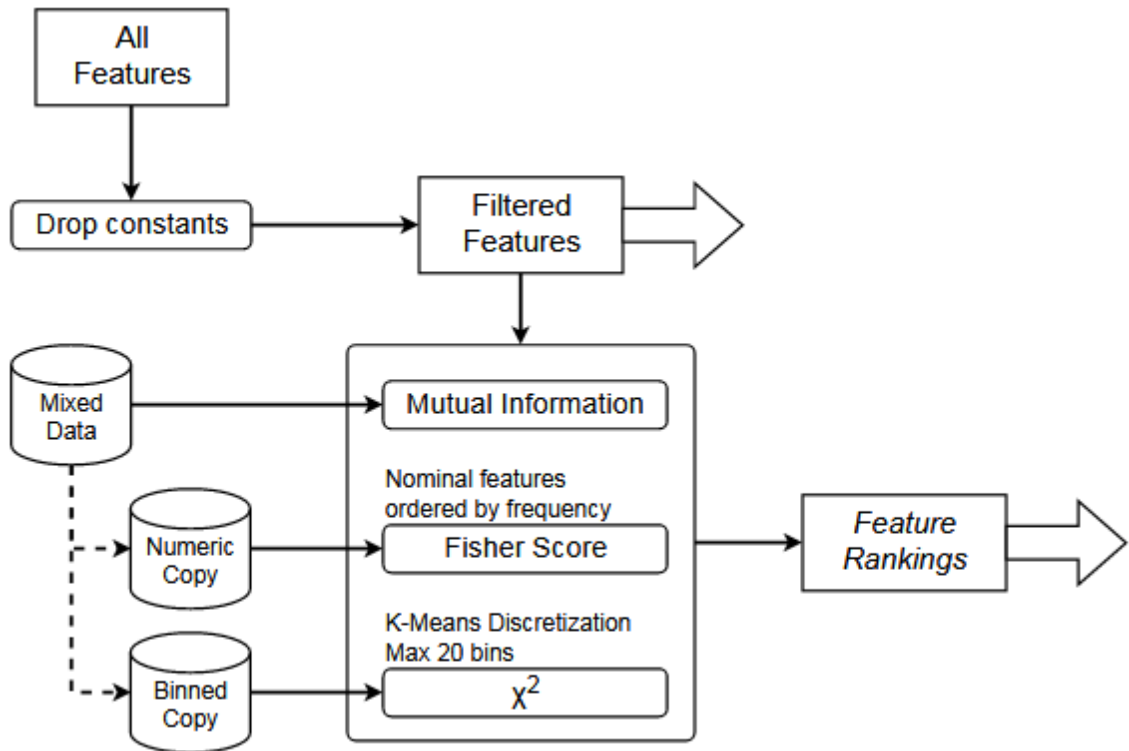 All
Features
Drop constants
Filtered
Features
Mixed
Data
Mutual Information
Nominal features
ordered by frequency
Numeric
Copy
Fisher Score
Feature
Rankings
K-Means Discretization
Max 20 bins
Binned
Copy
χ²